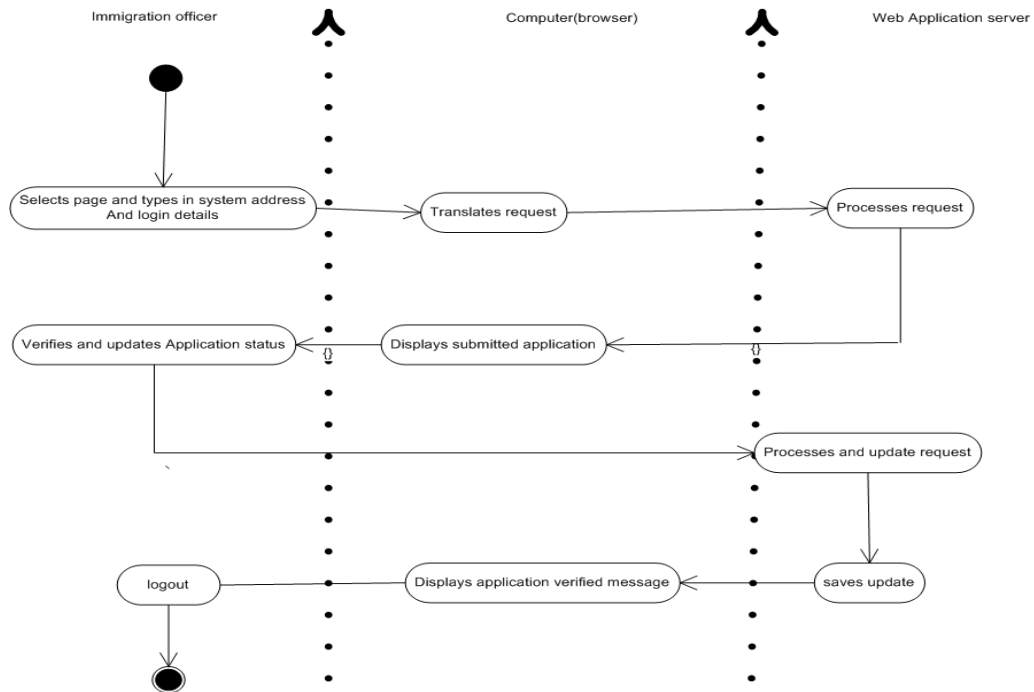 Immigration officer
Computer(browser)
Web Application server
Selects page and types in system address
And login details
Translates request
Processes request
Verifies and updates Application status
{}
Displays submitted application
{}
Processes and update request
logout
Displays application verified message
saves update